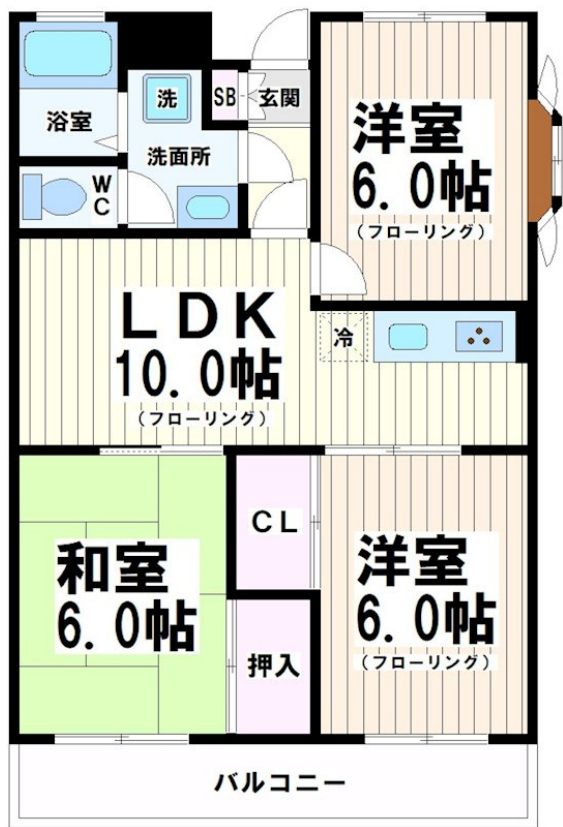 浴室
洗
SB
玄関
洗面所
WC
洋室
6.0帖
(フローリング)
LDK
10.0帖
(フローリング)
冷
和室
6.0帖
CL
押入
洋室
6.0帖
(フローリング)
バルコニー